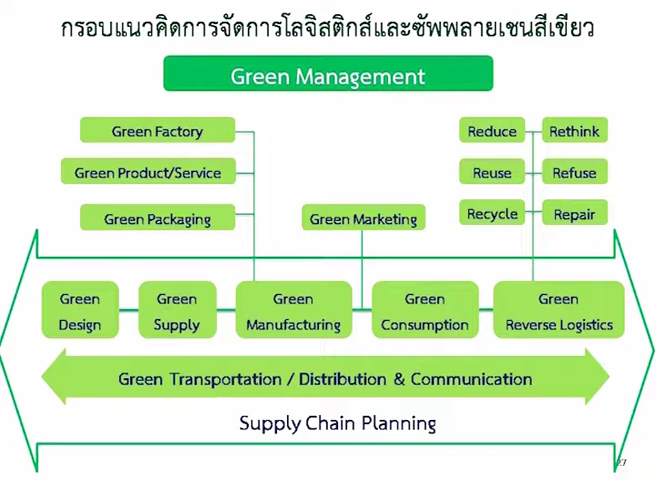 กรอบแนวคิดการจัดการโลจิสติกส์และซัพพลายเชนสีเขียว
Green Management
Green Factory
Green Product/Service
Green Packaging
Green Marketing
Reduce
Rethink
Reuse
Refuse
Recycle
Repair
Green
Design
Green
Supply
Green
Manufacturing
Green
Consumption
Green
Reverse Logistics
Green Transportation / Distribution & Communication
Supply Chain Planning
27